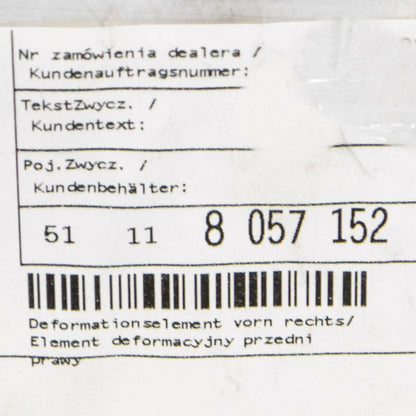 Nr zamówienia dealera /
Kundenauftragsnummer:
TekstZwycz. /
Kundentext:
Poj.Zwycz. /
Kundenbehälter:
51 11 8 057 152
Deformationselement vorn rechts/
Element deformacyjny przedni
prawy